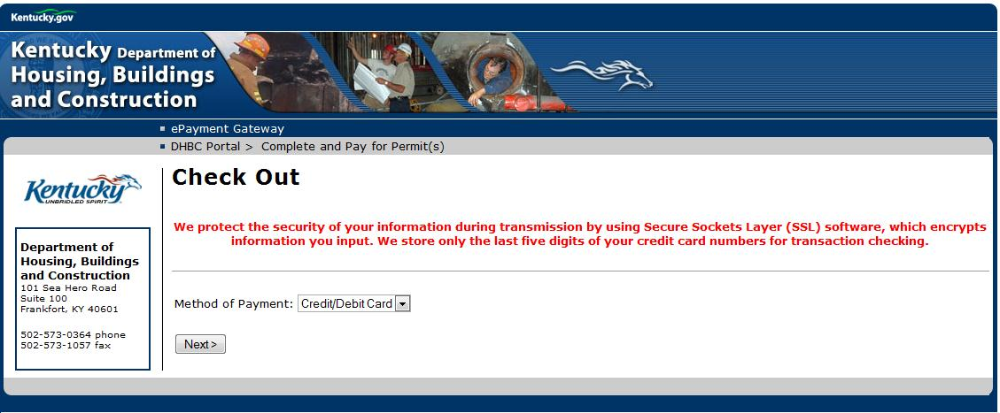 Kentucky.gov
Kentucky Department of
Housing, Buildings
and Construction
ePayment Gateway
DHBC Portal > Complete and Pay for Permit(s)
Kentucky
UNBRIDLED SPIRIT
Department of
Housing, Buildings
and Construction
101 Sea Hero Road
Suite 100
Frankfort, KY 40601
502-573-0364 phone
502-573-1057 fax
Check Out
We protect the security of your information during transmission by using Secure Sockets Layer (SSL) software, which encrypts
information you input. We store only the last five digits of your credit card numbers for transaction checking.
Method of Payment: Credit/Debit Card
Next >